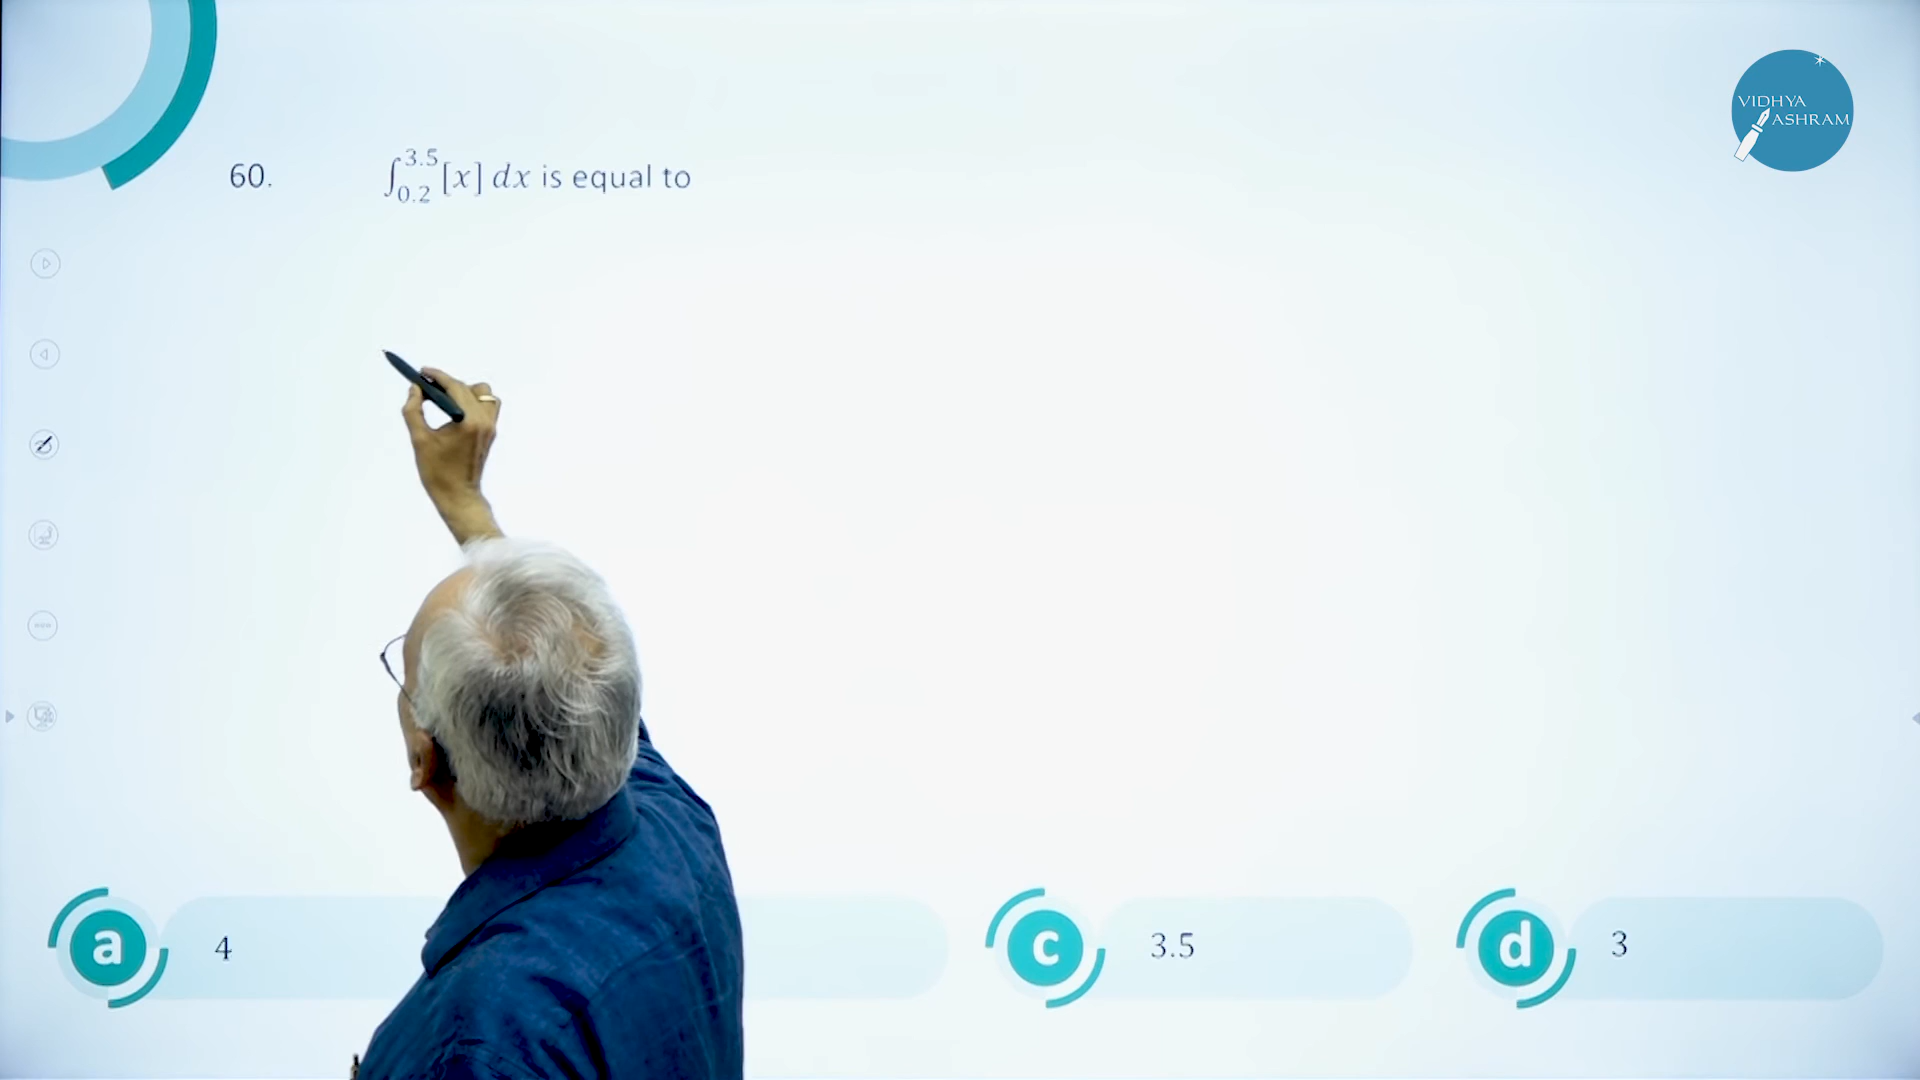 VIDHYA
ASHRAM
60. ∫_{0.2}^{3.5} [x] dx is equal to
a 4
c 3.5
d 3